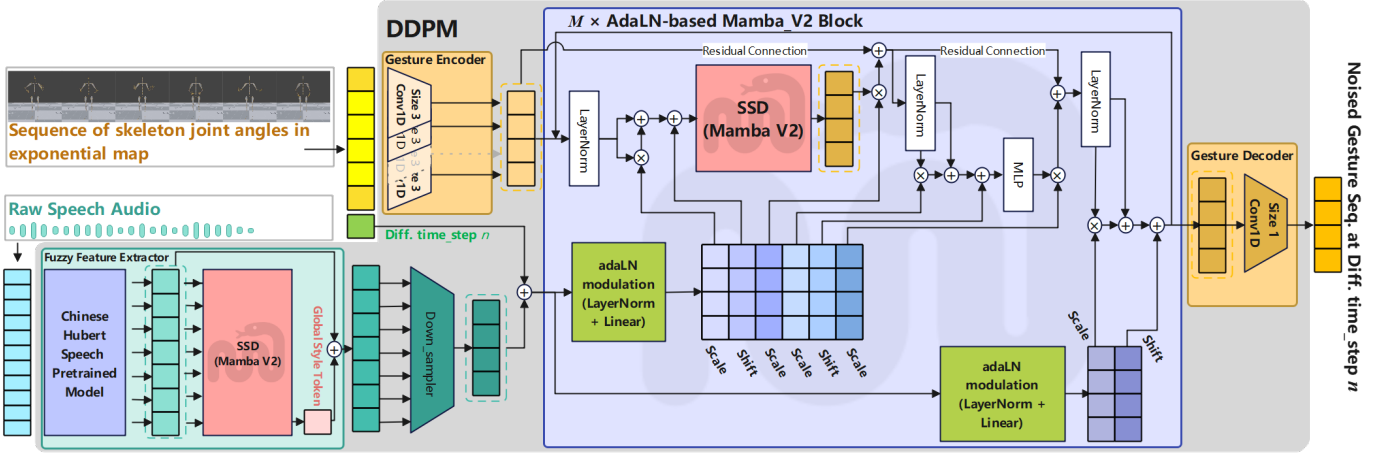 DDPM
M × AdaLN-based Mamba_V2 Block
Gesture Encoder
Size 3
Conv1D
Sequence of skeleton joint angles in
exponential map
Raw Speech Audio
Diff. time_step n
Fuzzy Feature Extractor
Chinese
Hubert
Speech
Pretrained
Model
SSD
(Mamba V2)
Global Style Token
Down_sampler
Residual Connection
Residual Connection
LayerNorm
SSD
(Mamba V2)
LayerNorm
MLP
LayerNorm
adaLN
modulation
(LayerNorm
+ Linear)
Scale
Shift
Scale
Scale
Shift
Scale
adaLN
modulation
(LayerNorm +
Linear)
Scale
Shift
Gesture Decoder
Size 1
Conv1D
Noised Gesture Seq. at Diff. time_step n